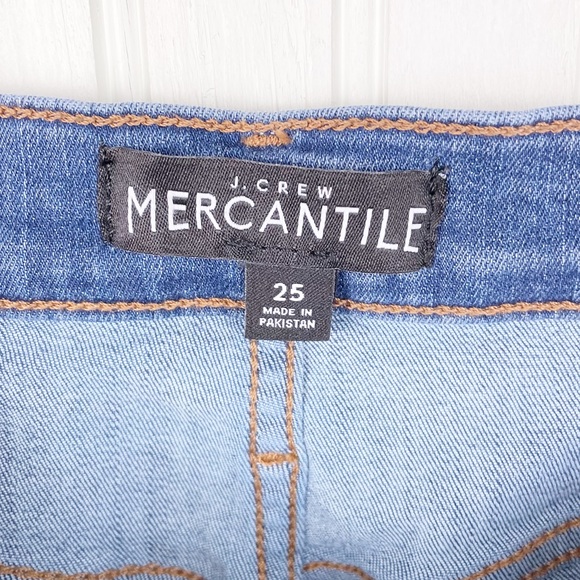 J.CREW
MERCANTILE
25
MADE IN
PAKISTAN